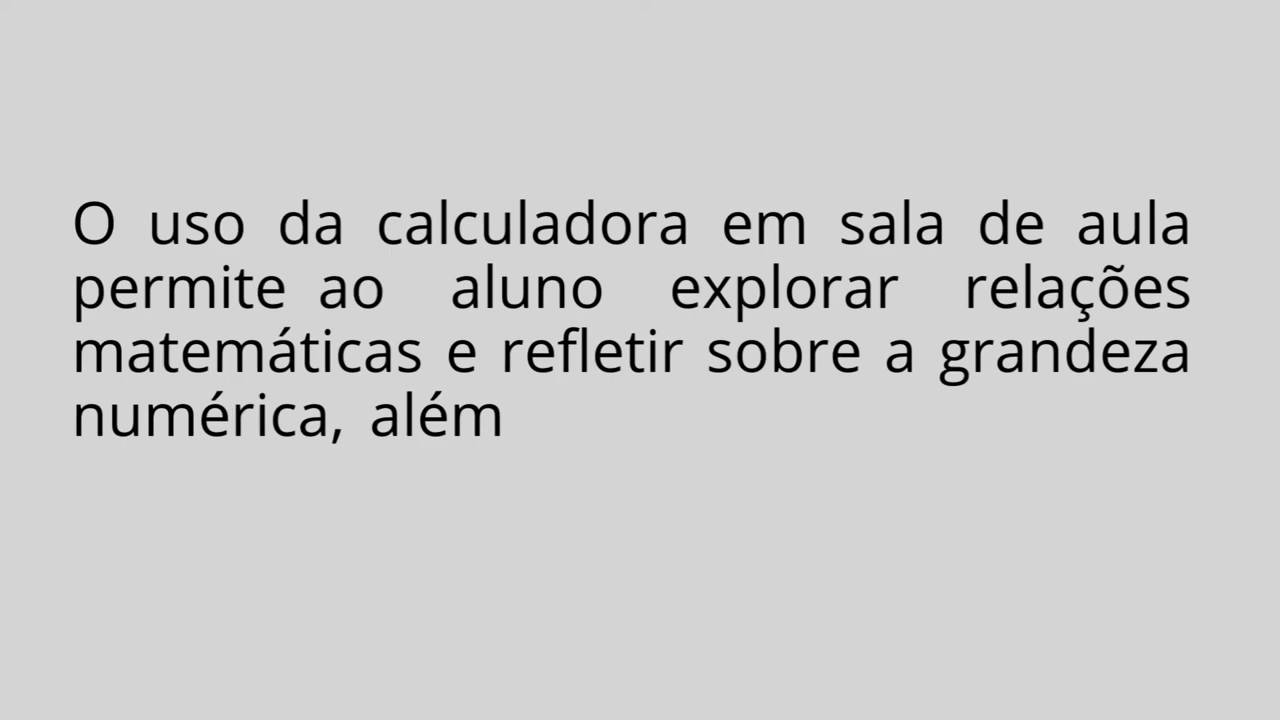 O uso da calculadora em sala de aula
permite ao aluno explorar relações
matemáticas e refletir sobre a grandeza
numérica, além